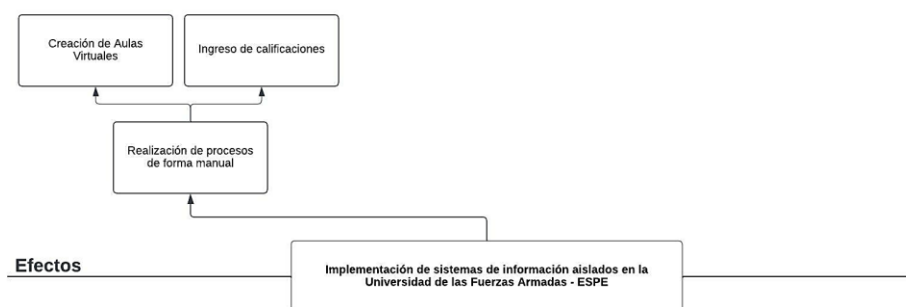 Creación de Aulas
Virtuales
Ingreso de calificaciones
Realización de procesos
de forma manual
Efectos
Implementación de sistemas de información aislados en la
Universidad de las Fuerzas Armadas - ESPE